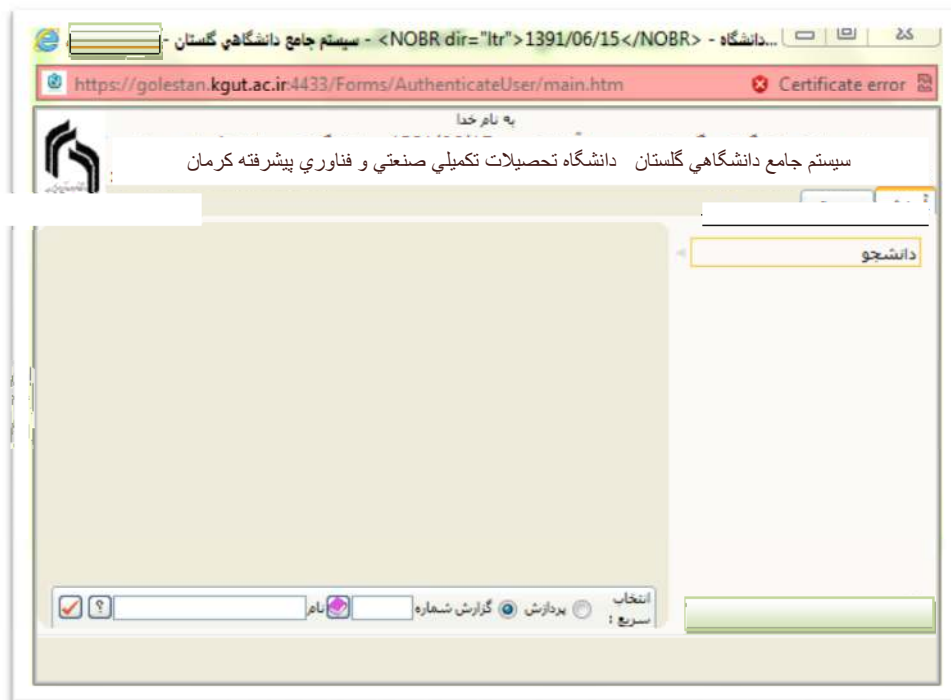 دانشگاه... - <NOBR dir="ltr">1391/06/15</NOBR> - سيستم جامع دانشگاهي گلستان -
https://golestan.kgut.ac.ir:4433/Forms/AuthenticateUser/main.htm
Certificate error
به نام خدا
سيستم جامع دانشگاهي گلستان دانشگاه تحصيلات تكميلي صنعتي و فناوري پيشرفته كرمان
دانشجو
انتخاب سريع : پردازش گزارش شماره نام